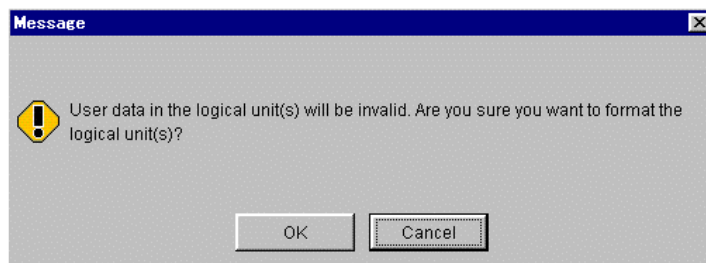 Message
User data in the logical unit(s) will be invalid. Are you sure you want to format the
logical unit(s)?
OK
Cancel